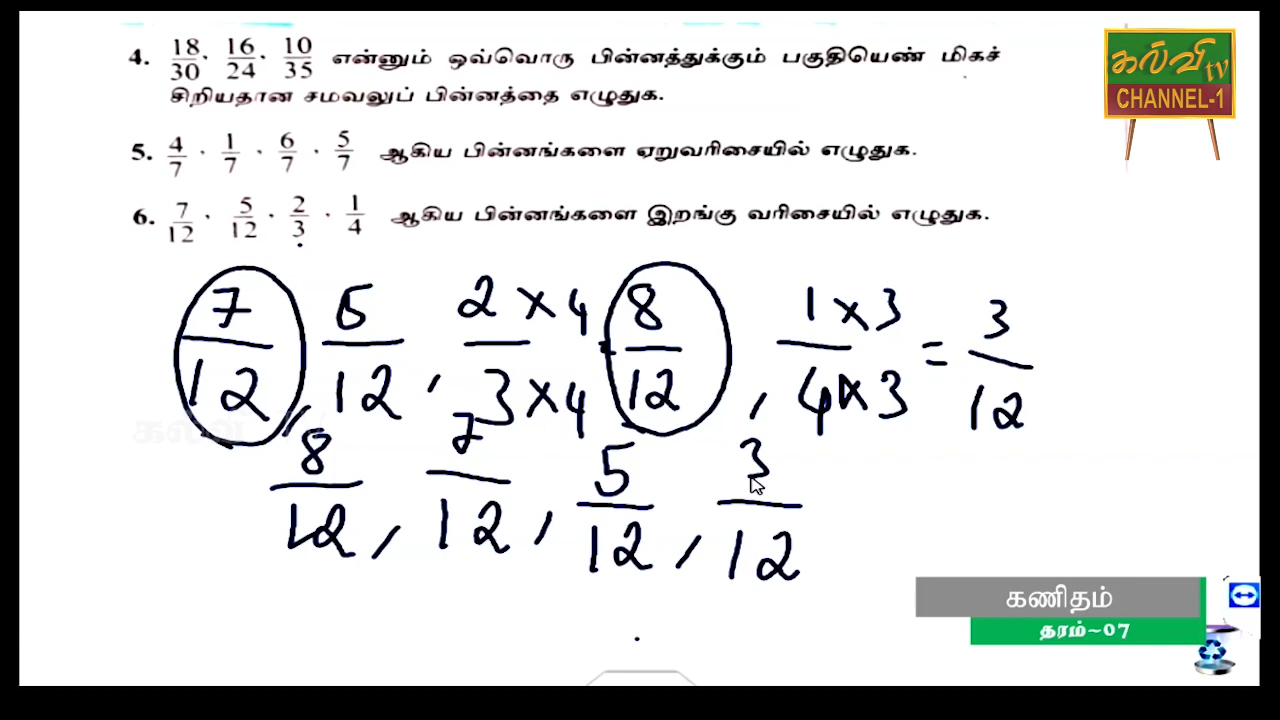 4. 18/30, 16/24, 10/35 என்னும் ஒவ்வொரு பின்னத்துக்கும் பகுதியெண் மிகச்
சிறியதான சமவலுப் பின்னத்தை எழுதுக.
5. 4/7, 1/7, 6/7, 5/7 ஆகிய பின்னங்களை ஏறுவரிசையில் எழுதுக.
6. 7/12, 5/12, 2/3, 1/4 ஆகிய பின்னங்களை இறங்கு வரிசையில் எழுதுக.
7/12, 5/12, 2×4/3×4 = 8/12, 1×3/4×3 = 3/12
8/12, 7/12, 5/12, 3/12
கல்வி tv
CHANNEL-1
கல்வி
கணிதம்
தரம்-07